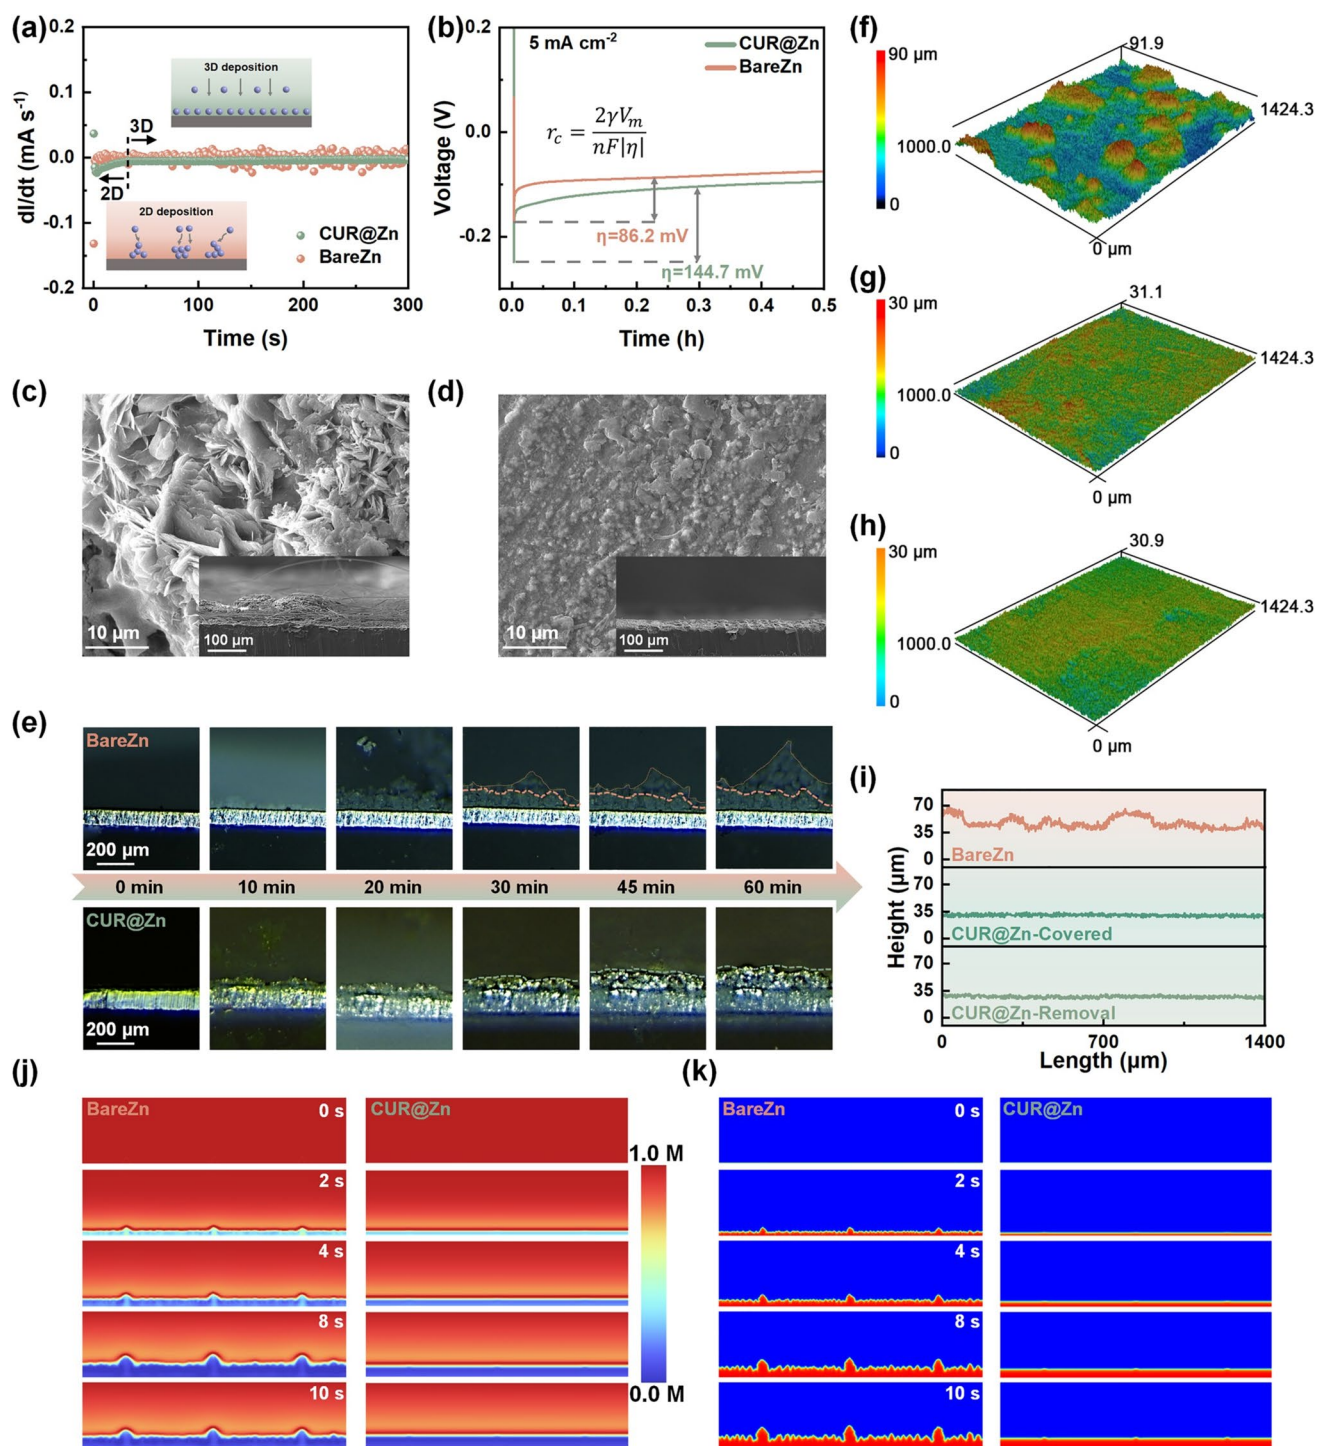 (a)
0.2
0.1
0.0
-0.1
-0.2
dI/dt (mA s⁻¹)
3D deposition
3D
2D
2D deposition
CUR@Zn
BareZn
0
100
200
300
Time (s)
(b)
0.2
0.0
-0.2
Voltage (V)
5 mA cm⁻²
CUR@Zn
BareZn
r_c = 2γV_m / nF|η|
η=86.2 mV
η=144.7 mV
0.0
0.1
0.2
0.3
0.4
0.5
Time (h)
(f)
90 μm
0
91.9
1424.3
1000.0
0 μm
(g)
30 μm
0
31.1
1424.3
1000.0
0 μm
(c)
10 μm
100 μm
(d)
10 μm
100 μm
(h)
30 μm
0
30.9
1424.3
1000.0
0 μm
(e)
BareZn
200 μm
0 min
10 min
20 min
30 min
45 min
60 min
CUR@Zn
200 μm
(i)
Height (μm)
70
35
0
BareZn
70
35
0
CUR@Zn-Covered
70
35
0
CUR@Zn-Removal
0
700
1400
Length (μm)
(j)
BareZn
0 s
CUR@Zn
2 s
4 s
8 s
10 s
1.0 M
0.0 M
(k)
BareZn
0 s
CUR@Zn
2 s
4 s
8 s
10 s